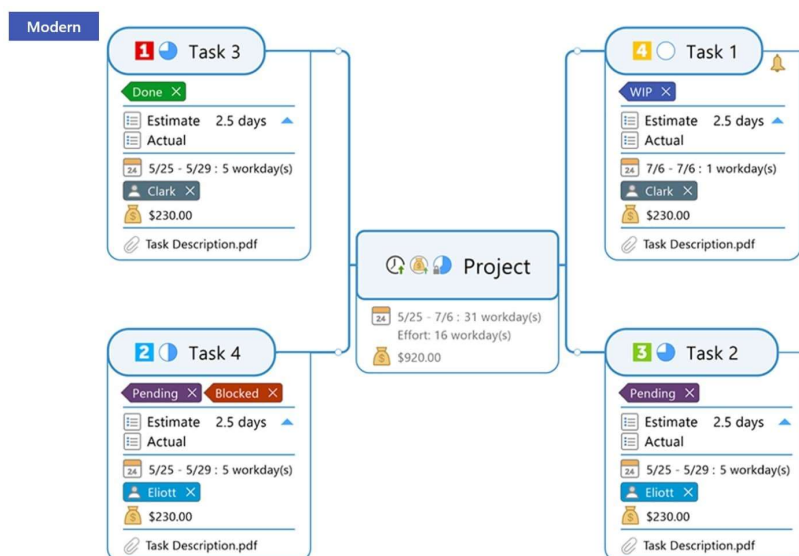 Modern
1 Task 3
Done ×
Estimate 2.5 days
Actual
24 5/25 - 5/29 : 5 workday(s)
Clark ×
$ $230.00
Task Description.pdf
4 Task 1
WIP ×
Estimate 2.5 days
Actual
24 7/6 - 7/6 : 1 workday(s)
Clark ×
$ $230.00
Task Description.pdf
$ Project
24 5/25 - 7/6 : 31 workday(s)
Effort: 16 workday(s)
$ $920.00
2 Task 4
Pending × Blocked ×
Estimate 2.5 days
Actual
24 5/25 - 5/29 : 5 workday(s)
Eliott ×
$ $230.00
Task Description.pdf
3 Task 2
Pending ×
Estimate 2.5 days
Actual
24 5/25 - 5/29 : 5 workday(s)
Eliott ×
$ $230.00
Task Description.pdf